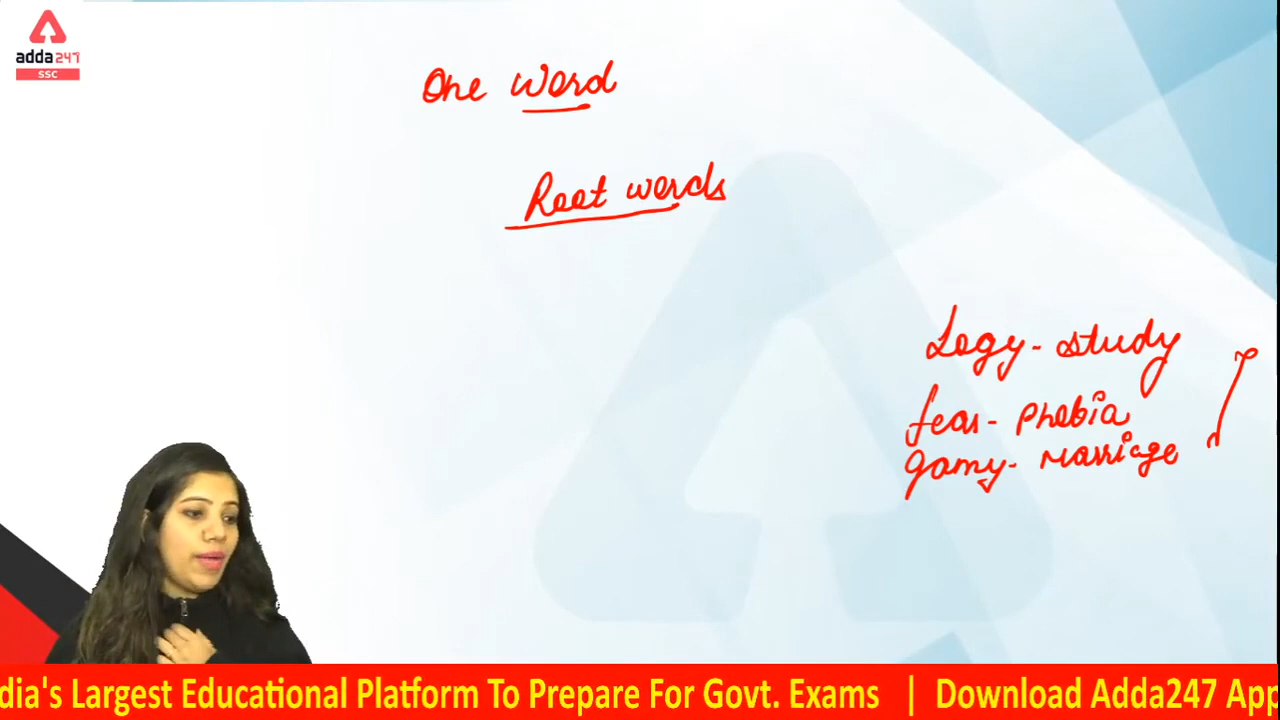 adda247
SSC
One Word
Root words
Logy - study
fear - Phobia
gamy - marriage
dia's Largest Educational Platform To Prepare For Govt. Exams | Download Adda247 App